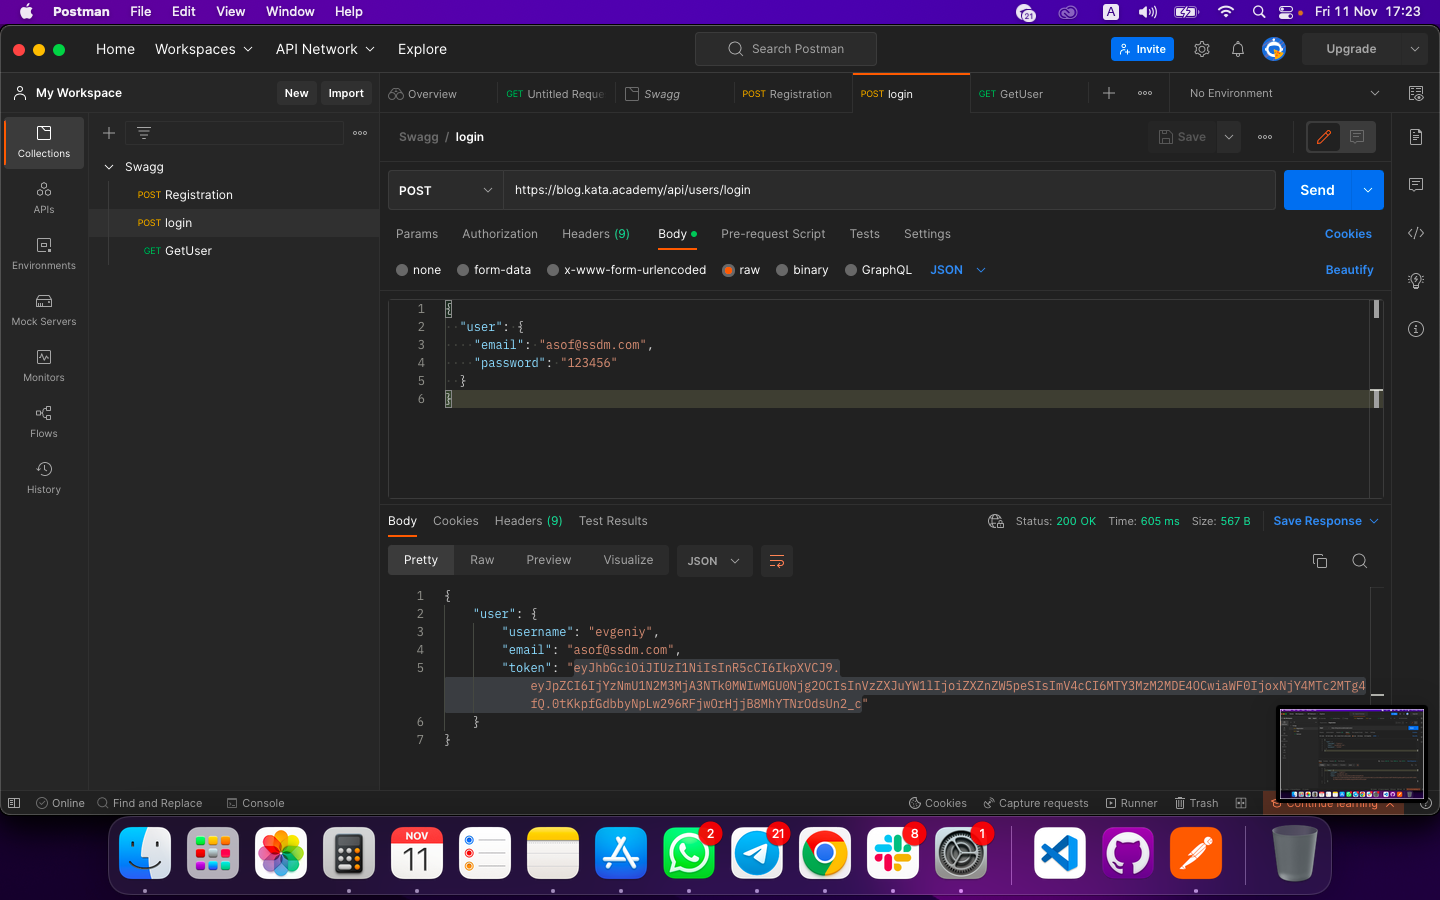 Postman File Edit View Window Help 21 A Fri 11 Nov 17:23
Home Workspaces API Network Explore Search Postman Invite Upgrade
My Workspace New Import Overview GET Untitled Reque Swagg POST Registration POST login GET GetUser No Environment
Collections
APIs
Environments
Mock Servers
Monitors
Flows
History
Swagg
POST Registration
POST login
GET GetUser
Swagg / login Save
POST https://blog.kata.academy/api/users/login Send
Params Authorization Headers (9) Body Pre-request Script Tests Settings Cookies
none form-data x-www-form-urlencoded raw binary GraphQL JSON Beautify
1 {
2 "user": {
3 "email": "asof@ssdm.com",
4 "password": "123456"
5 }
6 }
Body Cookies Headers (9) Test Results Status: 200 OK Time: 605 ms Size: 567 B Save Response
Pretty Raw Preview Visualize JSON
1 {
2 "user": {
3 "username": "evgeniy",
4 "email": "asof@ssdm.com",
5 "token": "eyJhbGciOiJIUzI1NiIsInR5cCI6IkpXVCJ9.
eyJpZCI6IjYzNmU1N2M3MjA3NTk0MWIwMGU0Njg2OCIsInVzZXJuYW1lIjoiZXZnZW5peSIsImV4cCI6MTY3MzM2MDE4OCwiaWF0IjoxNjY4MTc2MTg4
fQ.0tKkpfGdbbyNpLw296RFjwOrHjjB8MhYTNrOdsUn2_c"
6 }
7 }
Online Find and Replace Console Cookies Capture requests Runner Trash Continue learning
NOV 11 2 21 8 1